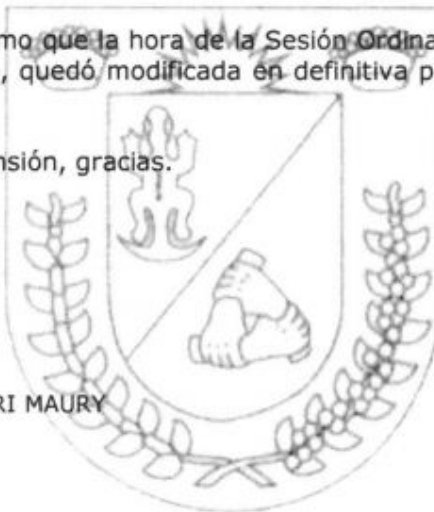 mo que la hora de la Sesión Ordina
, quedó modificada en definitiva p
nsión, gracias.
RI MAURY